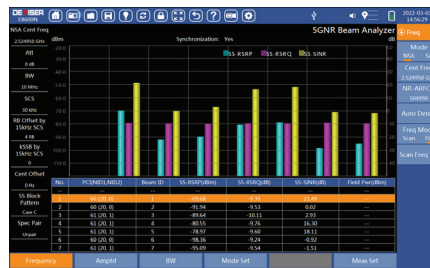 DEVISER
E8600N
2022-03-0
14:56:29
NSA Cent Freq
2.524950 GHz
Att
0 dB
BW
10 MHz
SCS
30 kHz
RB Offset by
15kHz SCS
4 RB
kSSB by
15kHz SCS
0
Cent Offset
0 Hz
SS Block
Pattern
Case C
Spec Pair
Unpair
5GNR Beam Analyzer
dBm
Synchronization: Yes
dB
SS-RSRP SS-RSRQ SS-SINR
No. PCI(NID1,NID2) Beam ID SS-RSRP(dBm) SS-RSRQ(dB) SS-SINR(dB) Field Pwr(dBm)
1 60 (20, 0) 1 -69.68 -9.35 21.49 --
2 60 (20, 0) 2 -91.94 -9.53 0.02 --
3 61 (20, 1) 3 -89.64 -10.11 2.93 --
4 61 (20, 1) 4 -80.55 -9.76 16.30 --
5 61 (20, 1) 5 -78.97 -9.60 18.11 --
6 60 (20, 0) 6 -98.36 -9.24 -0.92 --
7 61 (20, 1) 7 -95.09 -9.54 -1.51 --
Freq
Mode
NSA
Cent Fre
2.524950 G
NR-ARFC
504990
Auto Dete
Freq Mod
Scan
Scan Freq
Frequency Amptd BW Mode Set Meas Set